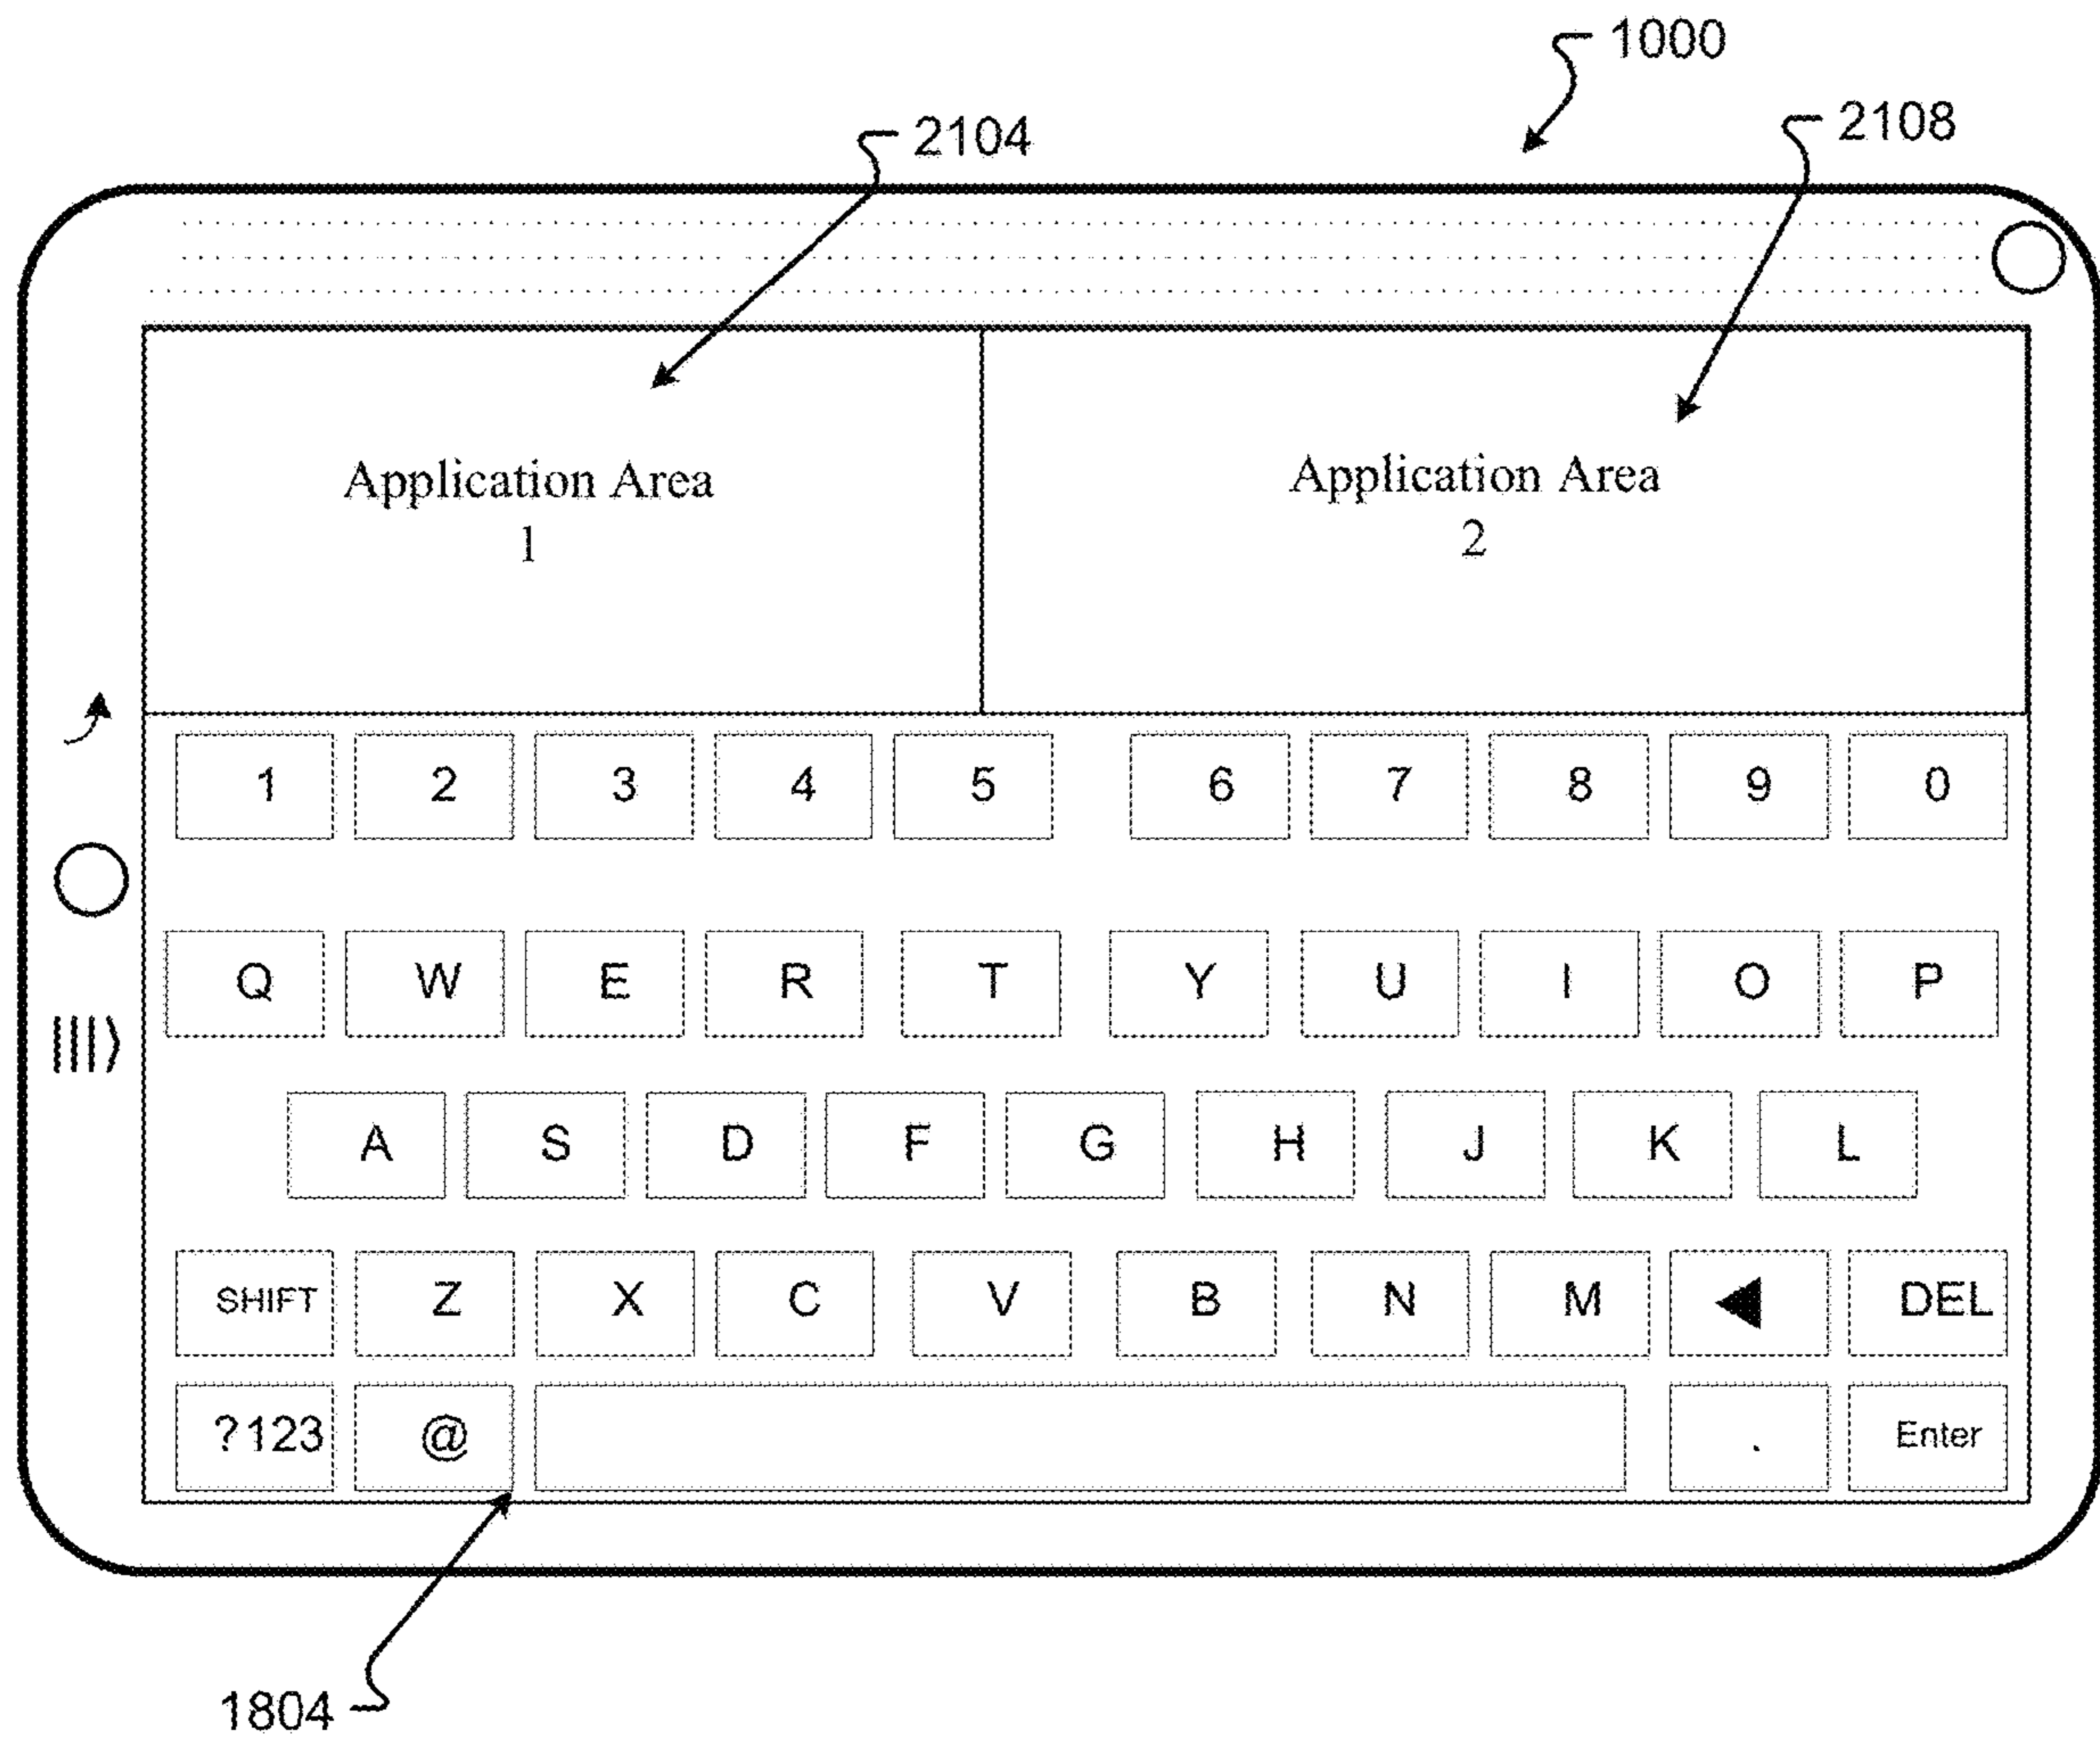 1000
2104
2108
Application Area
1
Application Area
2
1 2 3 4 5 6 7 8 9 0
Q W E R T Y U I O P
A S D F G H J K L
SHIFT Z X C V B N M DEL
?123 @ . Enter
1804